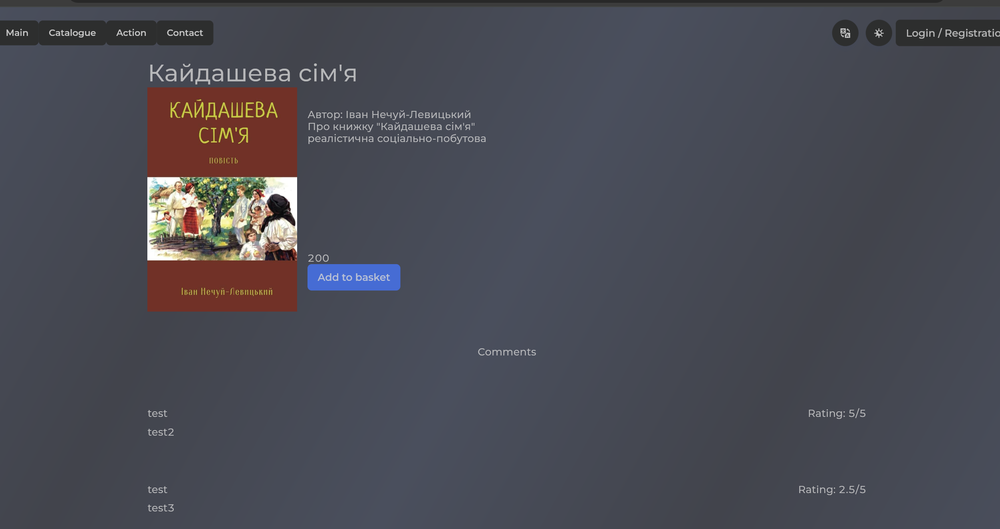 Main Catalogue Action Contact Login / Registratio
Кайдашева сім'я
КАЙДАШЕВА
СІМ'Я
ПОВІСТЬ
Іван Нечуй-Левицький
Автор: Іван Нечуй-Левицький
Про книжку "Кайдашева сім'я"
реалістична соціально-побутова
200
Add to basket
Comments
test Rating: 5/5
test2
test Rating: 2.5/5
test3